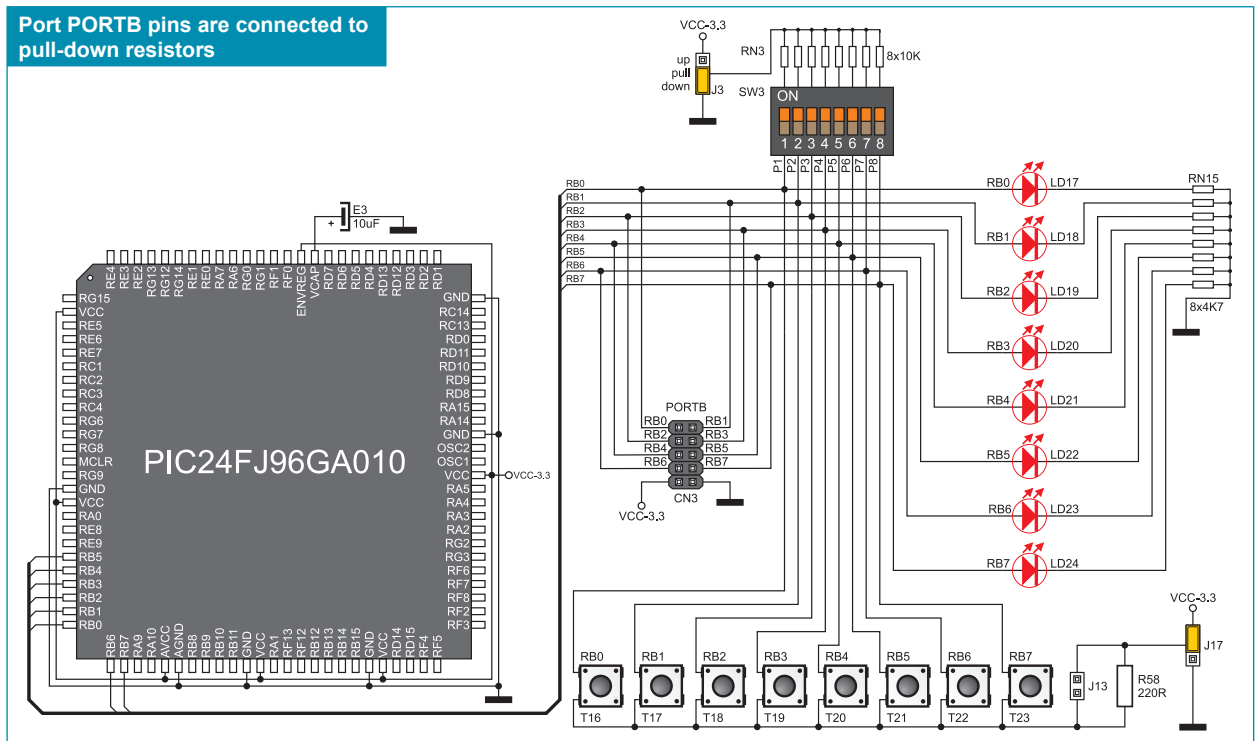 Port PORTB pins are connected to
pull-down resistors
VCC-3.3
up
pull
down
J3
RN3
8x10K
SW3
ON
1 2 3 4 5 6 7 8
P1 P2 P3 P4 P5 P6 P7 P8
RB0
RB1
RB2
RB3
RB4
RB5
RB6
RB7
RB0 LD17
RB1 LD18
RB2 LD19
RB3 LD20
RB4 LD21
RB5 LD22
RB6 LD23
RB7 LD24
RN15
8x4K7
E3
+ 10uF
RE4 RE3 RE2 RG13 RG12 RG14 RE1 RE0 RA7 RA6 RG0 RG1 RF1 RF0 ENVREG VCAP RD7 RD6 RD5 RD4 RD13 RD12 RD3 RD2 RD1
RG15
VCC
RE5
RE6
RE7
RC1
RC2
RC3
RC4
RG6
RG7
RG8
MCLR
RG9
GND
VCC
RA0
RE8
RE9
RB5
RB4
RB3
RB2
RB1
RB0
PIC24FJ96GA010
GND
RC14
RC13
RD0
RD11
RD10
RD9
RD8
RA15
RA14
GND
OSC2
OSC1
VCC
RA5
RA4
RA3
RA2
RG2
RG3
RF6
RF7
RF8
RF2
RF3
VCC-3.3
RB6 RB7 RA9 RA10 AVCC AGND RB8 RB9 RB10 RB11 GND VCC RA1 RF13 RF12 RB12 RB13 RB14 RB15 GND VCC RD14 RD15 RF4 RF5
PORTB
RB0 RB1
RB2 RB3
RB4 RB5
RB6 RB7
CN3
VCC-3.3
RB0 RB1 RB2 RB3 RB4 RB5 RB6 RB7
T16 T17 T18 T19 T20 T21 T22 T23
J13
R58
220R
VCC-3.3
J17